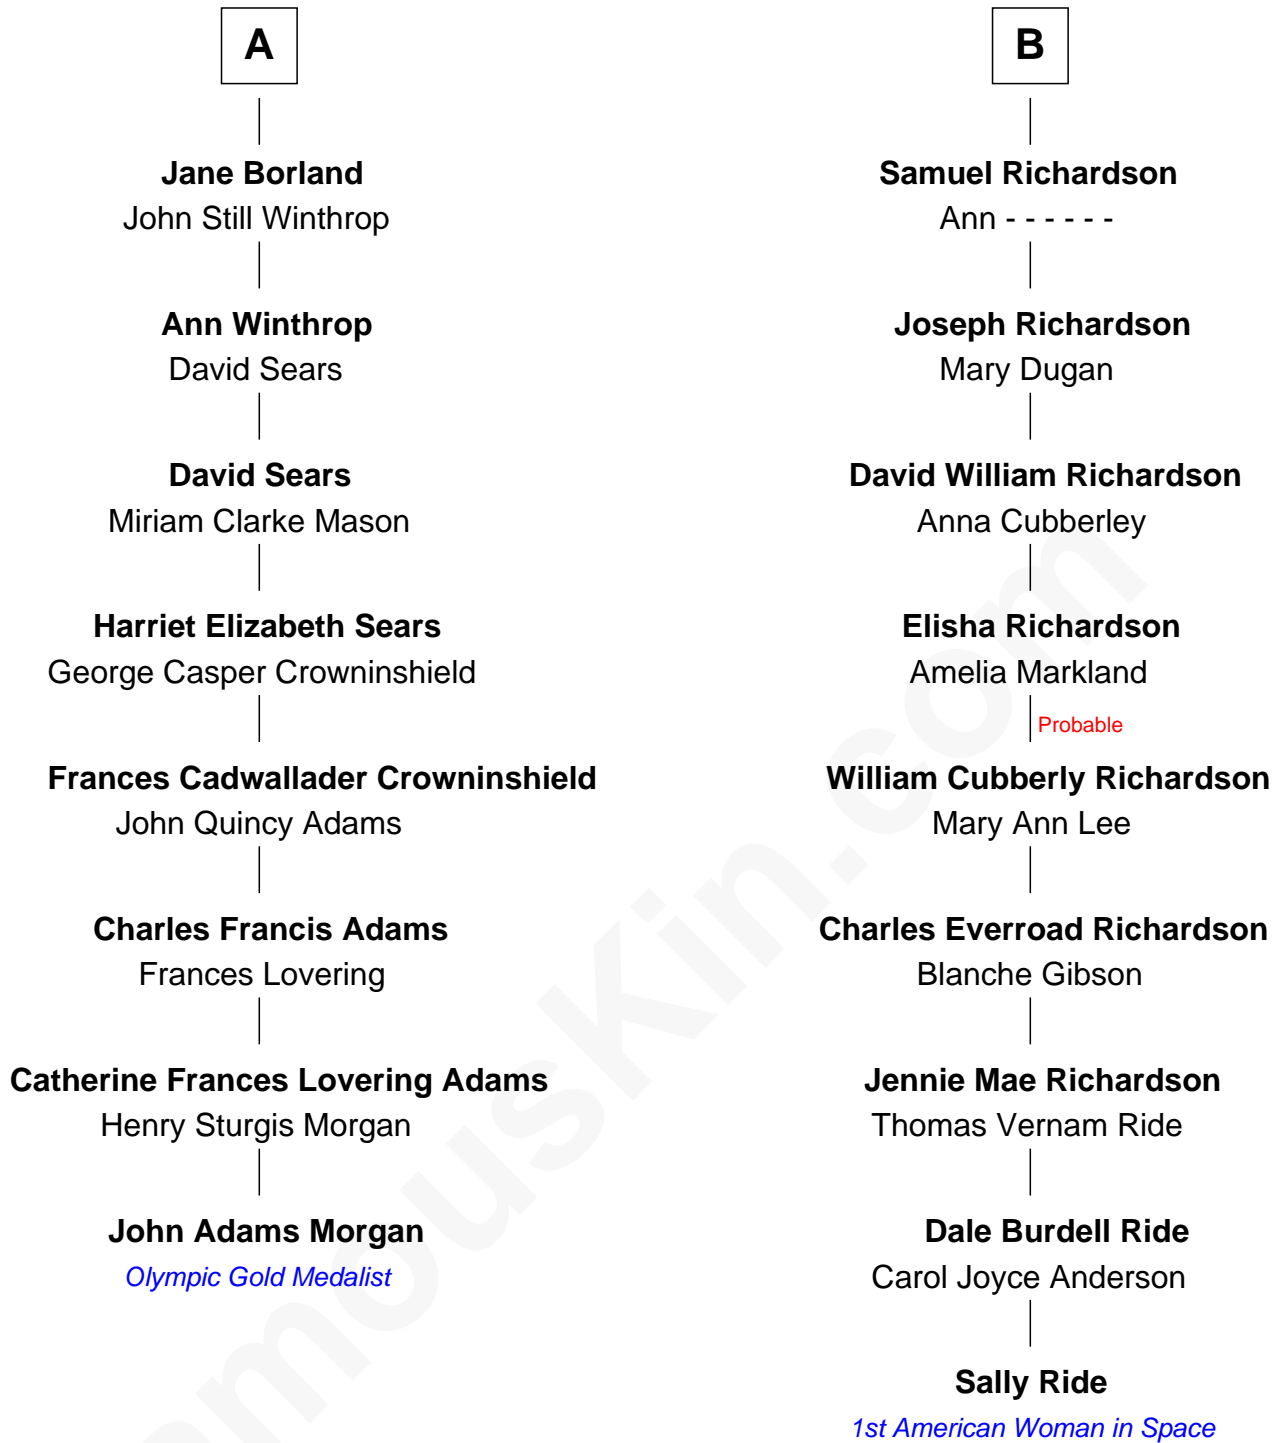 A
Jane Borland
John Still Winthrop
Ann Winthrop
David Sears
David Sears
Miriam Clarke Mason
Harriet Elizabeth Sears
George Casper Crowninshield
Frances Cadwallader Crowninshield
John Quincy Adams
Charles Francis Adams
Frances Lovering
Catherine Frances Lovering Adams
Henry Sturgis Morgan
John Adams Morgan
Olympic Gold Medalist
B
Samuel Richardson
Ann - - - - - -
Joseph Richardson
Mary Dugan
David William Richardson
Anna Cubberley
Elisha Richardson
Amelia Markland
Probable
William Cubberly Richardson
Mary Ann Lee
Charles Everroad Richardson
Blanche Gibson
Jennie Mae Richardson
Thomas Vernam Ride
Dale Burdell Ride
Carol Joyce Anderson
Sally Ride
1st American Woman in Space
amousKin.com